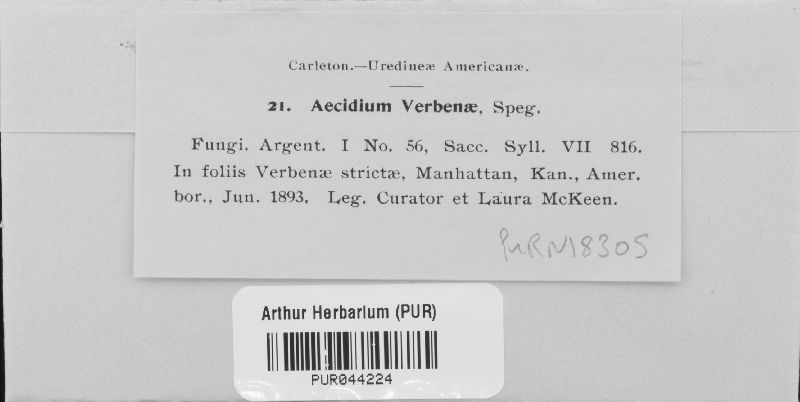 Carleton.—Uredineæ Americanæ.
21. Aecidium Verbenæ, Speg.
Fungi. Argent. I No. 56, Sacc. Syll. VII 816.
In foliis Verbenæ strictæ, Manhattan, Kan., Amer.
bor., Jun. 1893. Leg. Curator et Laura McKeen.
PURN18305
Arthur Herbarium (PUR)
PUR044224